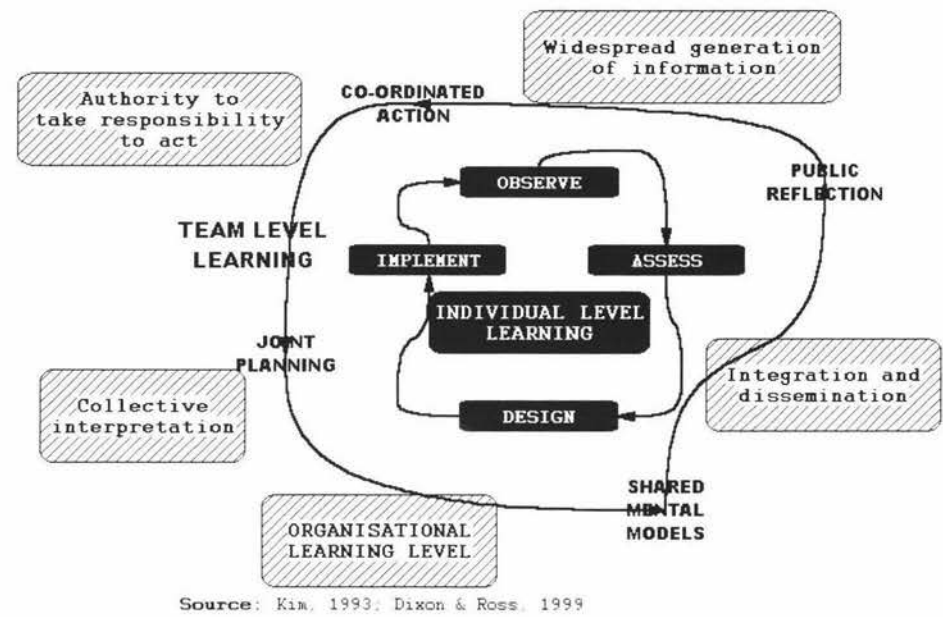 Widespread generation
of information
Authority to
take responsibility
to act
CO-ORDINATED
ACTION
OBSERVE
PUBLIC
REFLECTION
TEAM LEVEL
LEARNING
IMPLEMENT
ASSESS
INDIVIDUAL LEVEL
LEARNING
JOINT
PLANNING
Integration and
dissemination
Collective
interpretation
DESIGN
SHARED
MENTAL
MODELS
ORGANISATIONAL
LEARNING LEVEL
Source: Kim, 1993; Dixon & Ross, 1999